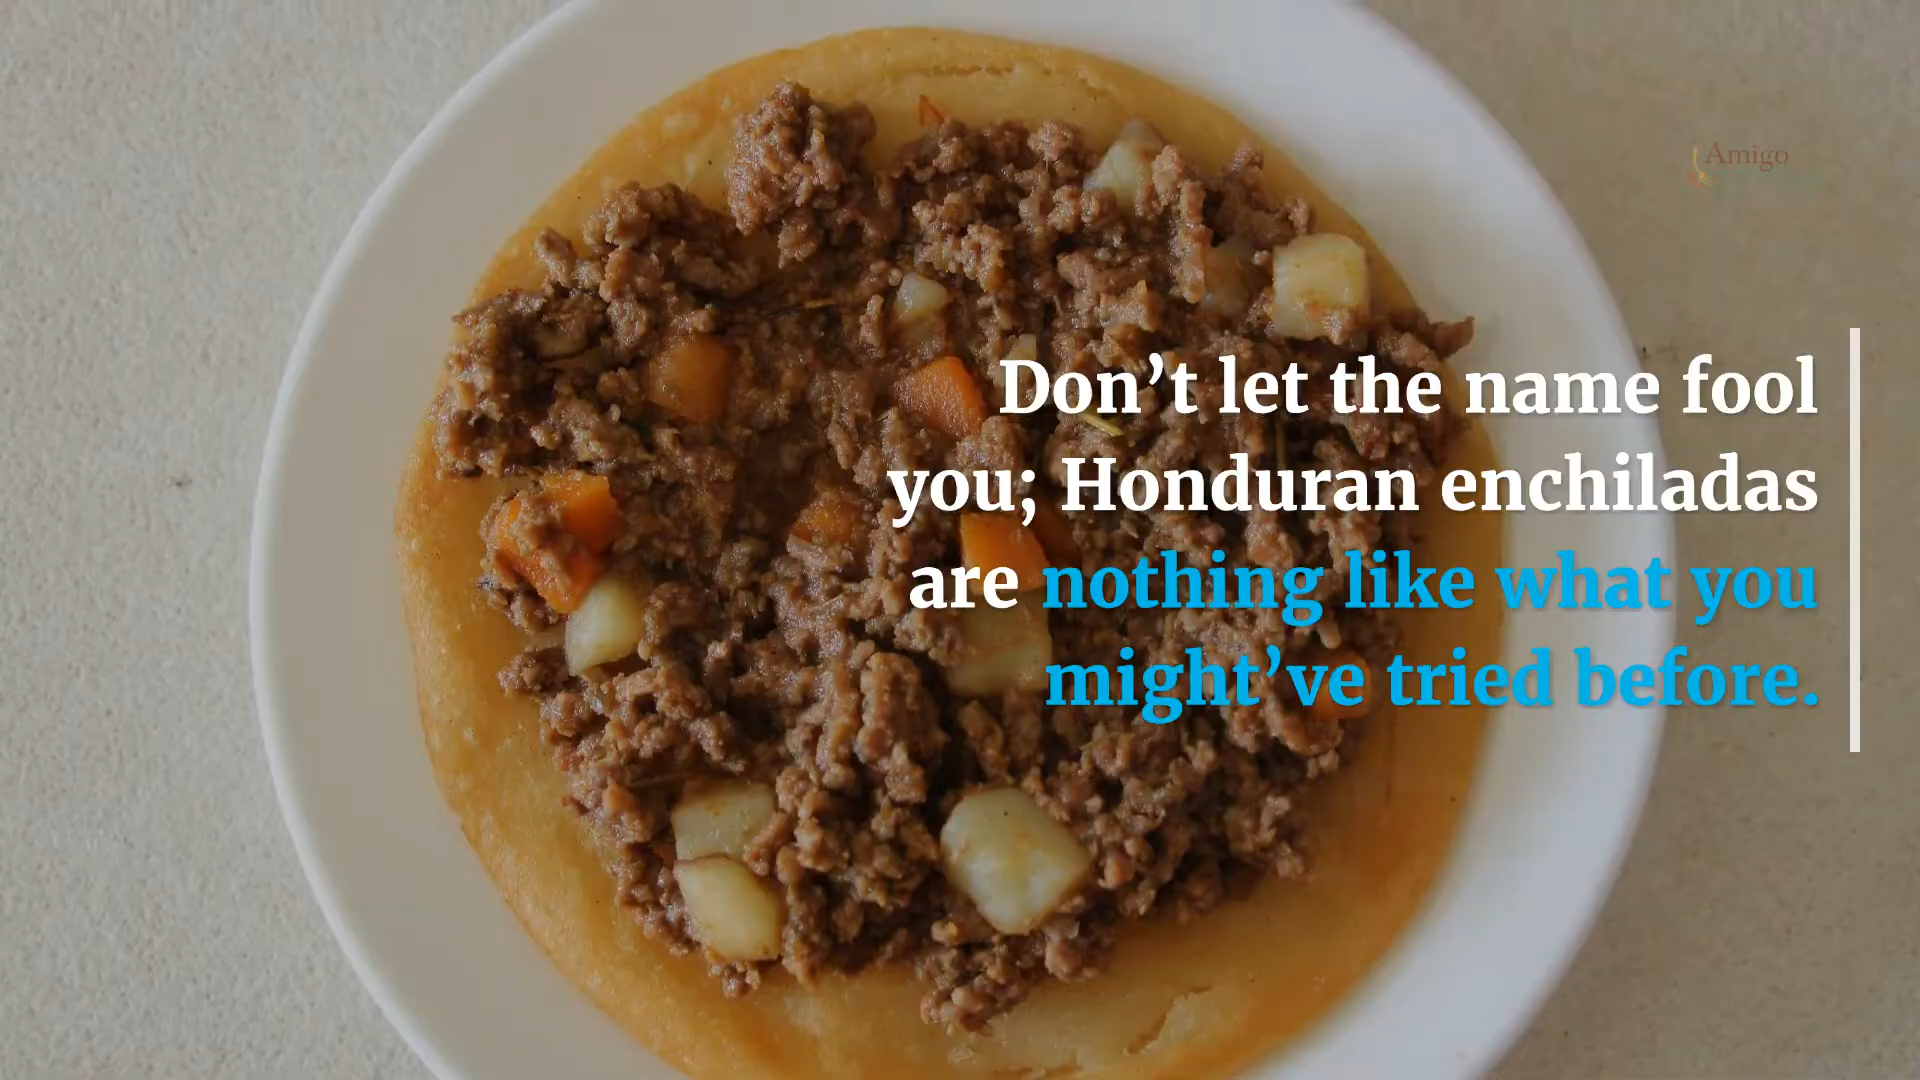 Amigo
Don’t let the name fool
you; Honduran enchiladas
are nothing like what you
might’ve tried before.